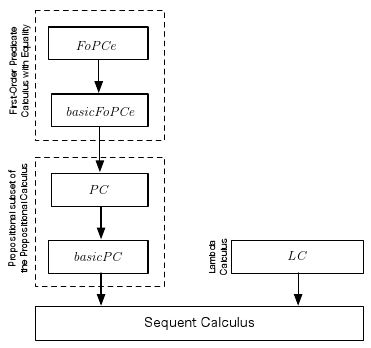 First-Order Predicate
Calculus with Equality
FoPCe
basicFoPCe
Propositional subset of
the Propositional Calculus
PC
basicPC
Lambda
Calculus
LC
Sequent Calculus